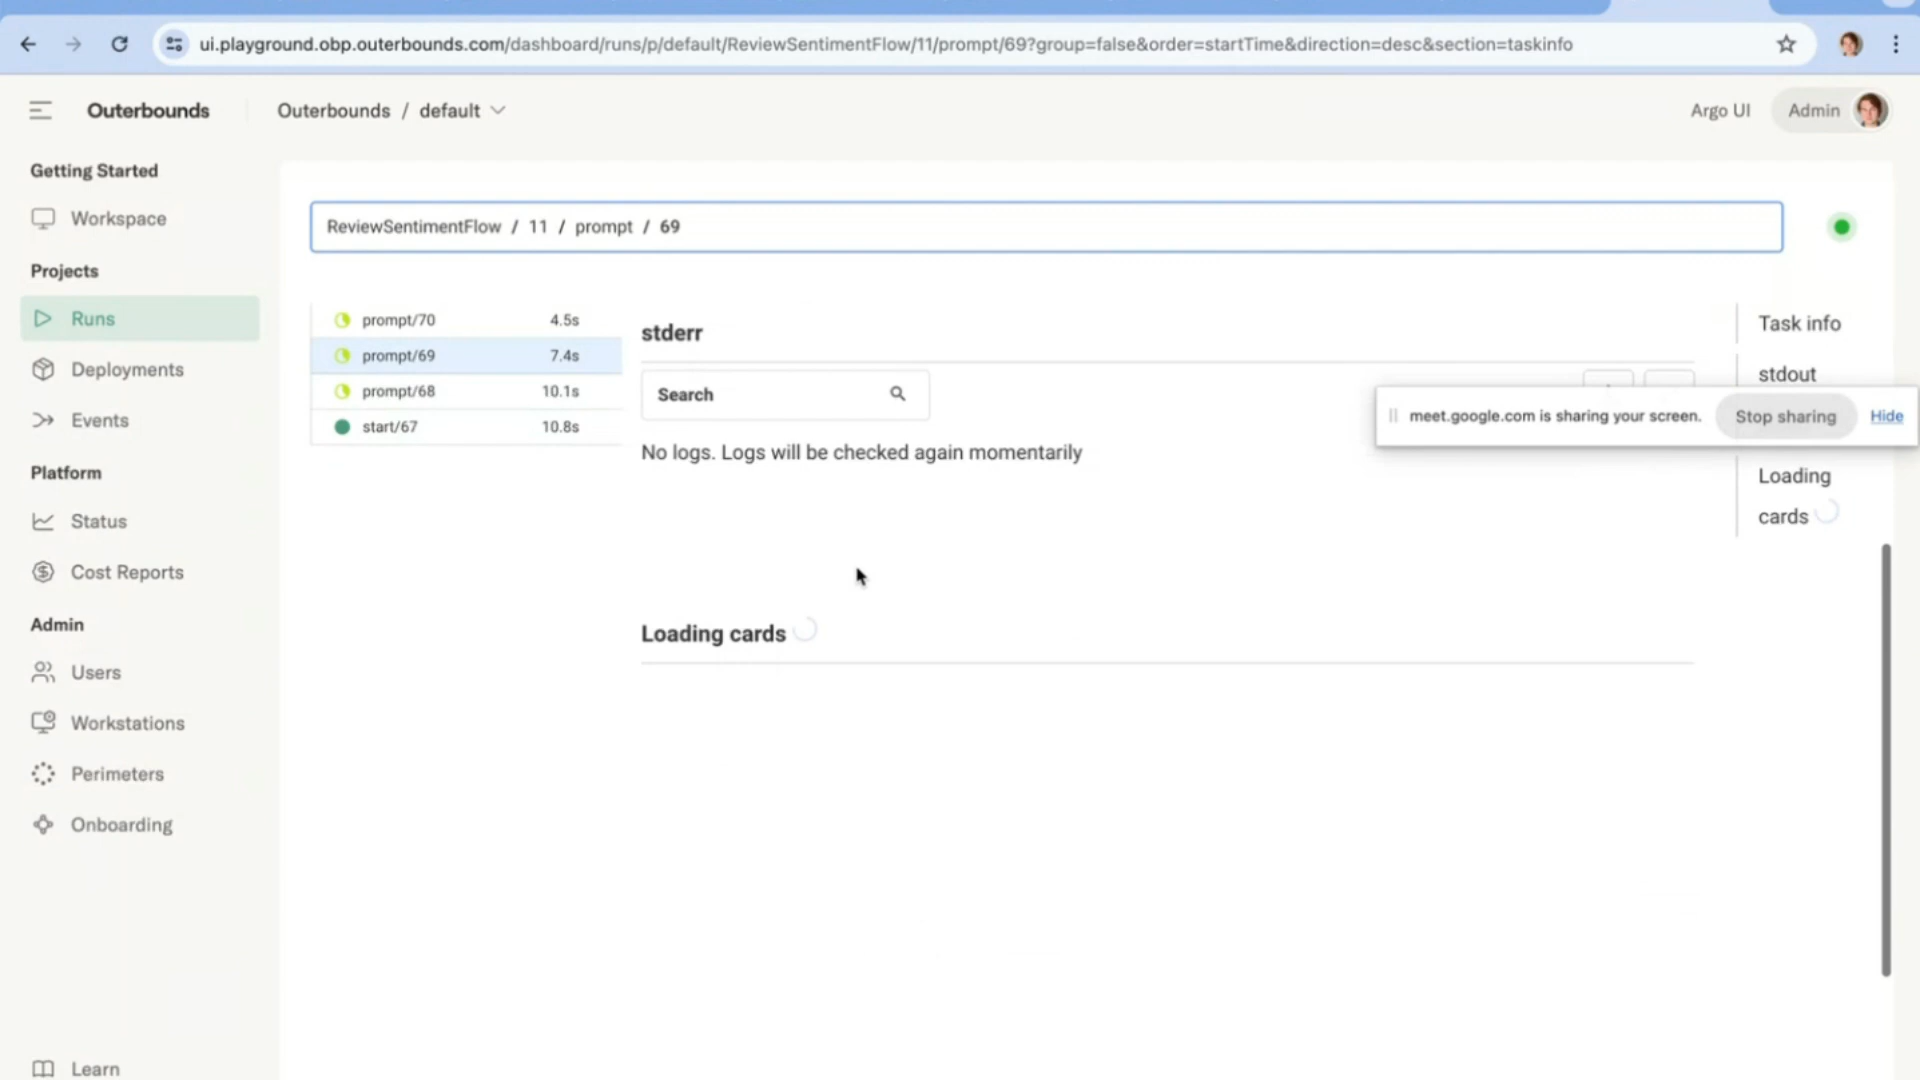 ui.playground.obp.outerbounds.com/dashboard/runs/p/default/ReviewSentimentFlow/11/prompt/69?group=false&order=startTime&direction=desc&section=taskinfo
Outerbounds
Outerbounds / default
Argo UI
Admin
Getting Started
Workspace
Projects
Runs
Deployments
Events
Platform
Status
Cost Reports
Admin
Users
Workstations
Perimeters
Onboarding
Learn
ReviewSentimentFlow / 11 / prompt / 69
prompt/70 4.5s
prompt/69 7.4s
prompt/68 10.1s
start/67 10.8s
stderr
Search
No logs. Logs will be checked again momentarily
Loading cards
Task info
stdout
meet.google.com is sharing your screen. Stop sharing Hide
Loading
cards